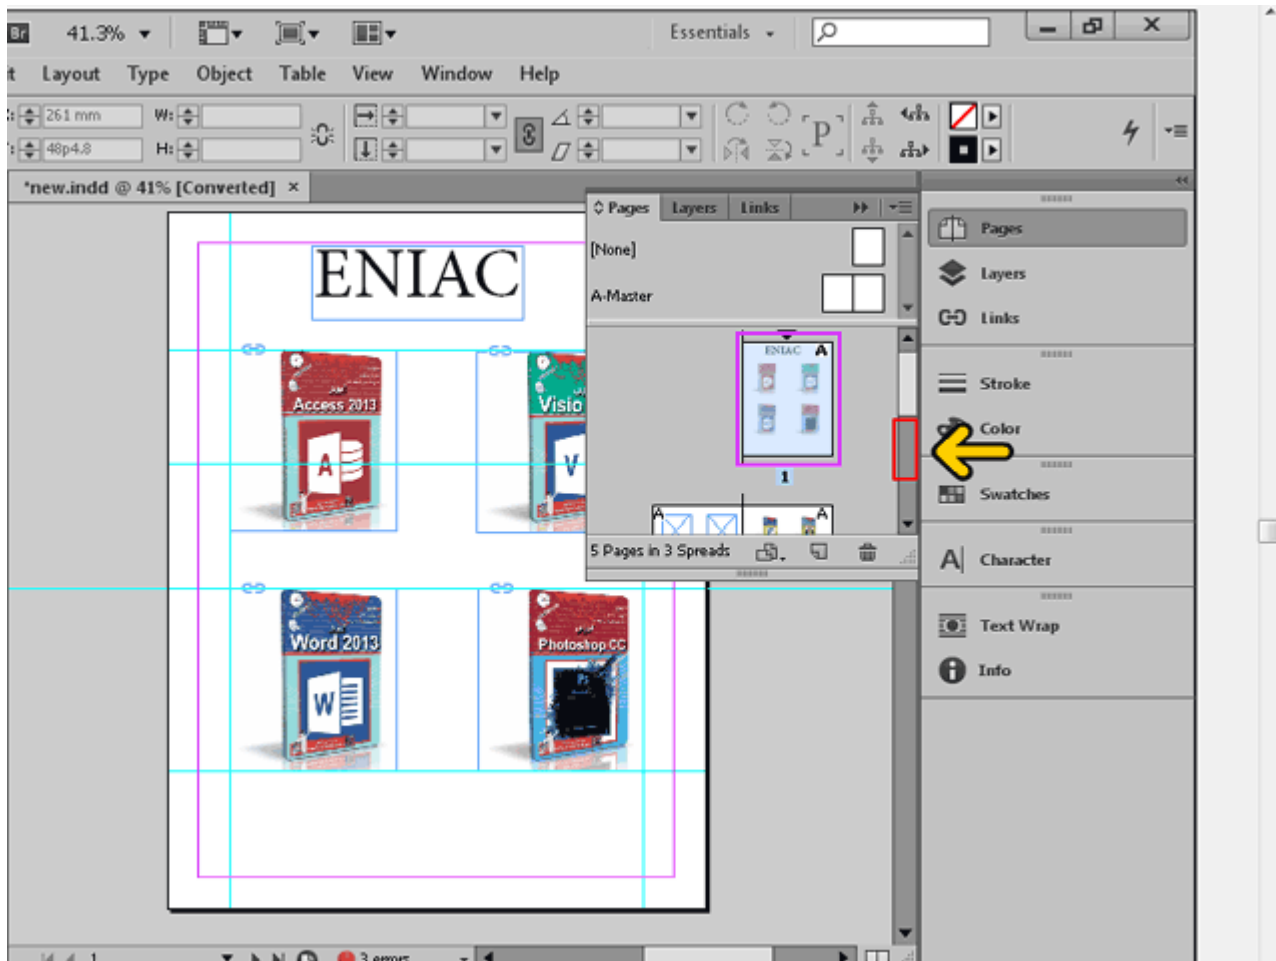 Br 41.3% Essentials
Layout Type Object Table View Window Help
261 mm W:
48p4.8 H:
P
*new.indd @ 41% [Converted] ×
Pages Layers Links
[None]
A-Master
ENIAC A
1
A A
5 Pages in 3 Spreads
Pages
Layers
Links
Stroke
Color
Swatches
Character
Text Wrap
Info
ENIAC
Access 2013
A
Visio
V
Word 2013
W
Photoshop CC
Ps
1 3 errors